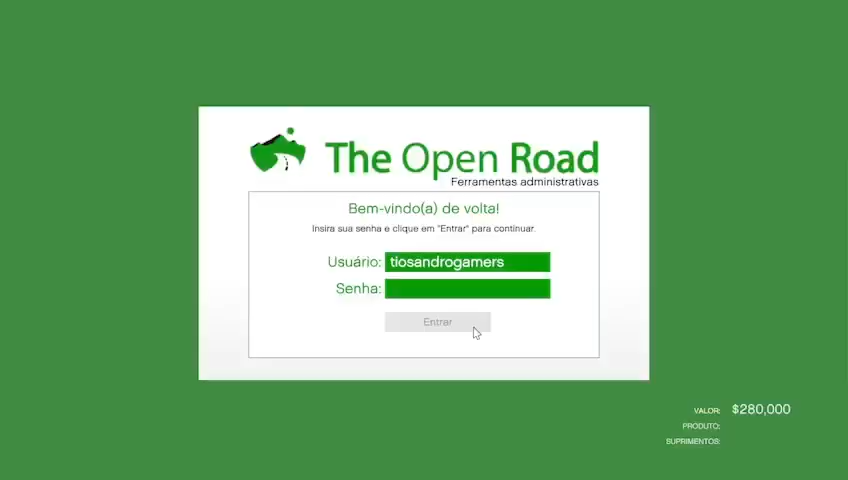 The Open Road
Ferramentas administrativas
Bem-vindo(a) de volta!
Insira sua senha e clique em "Entrar" para continuar.
Usuário: tiosandrogamers
Senha:
Entrar
VALOR: $280,000
PRODUTO:
SUPRIMENTOS: